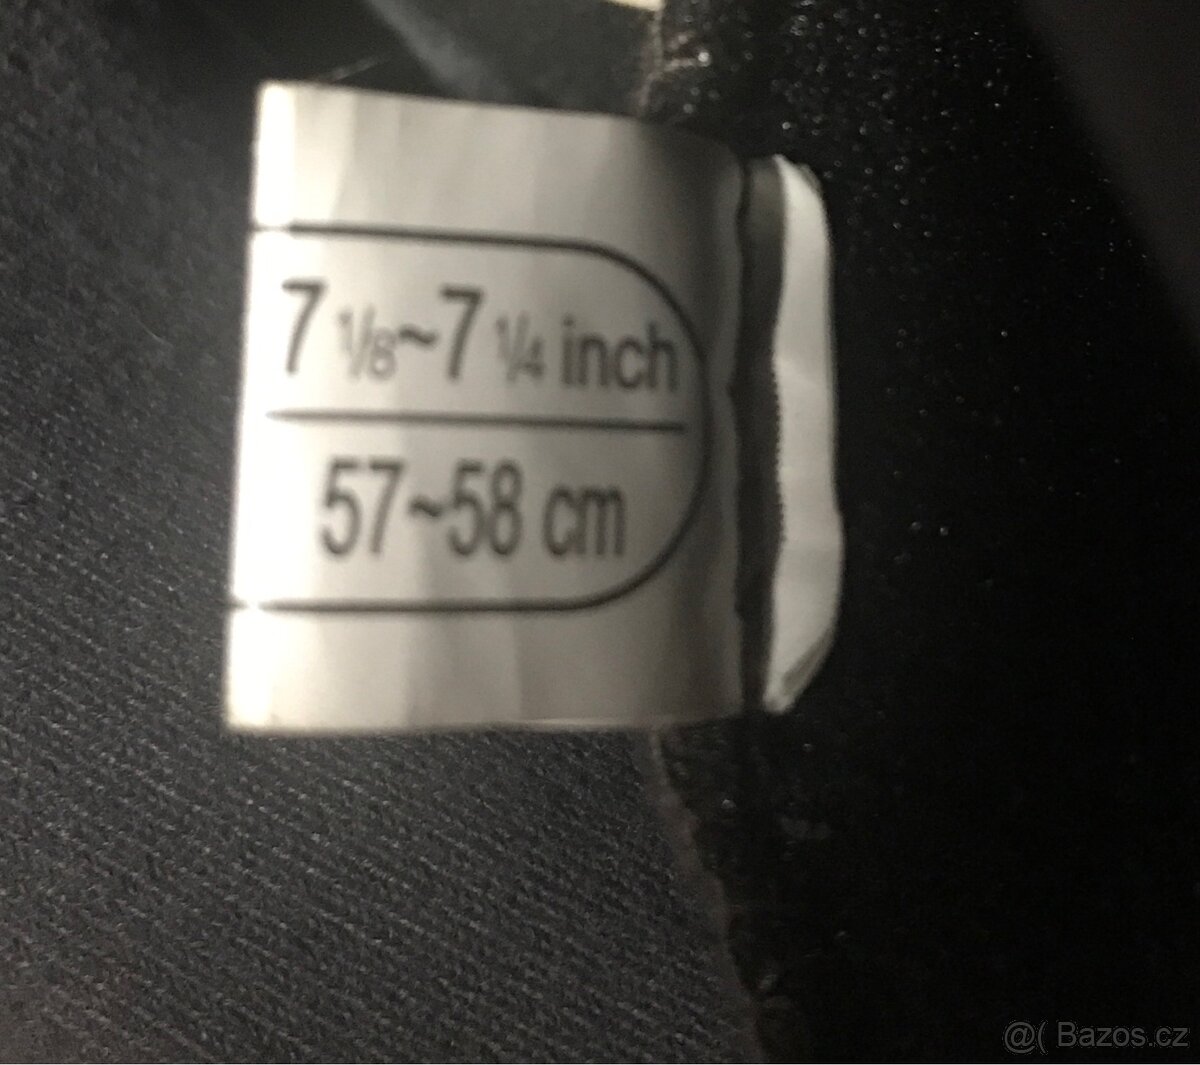 7 1/8~7 1/4 inch
57~58 cm
@( Bazos.cz